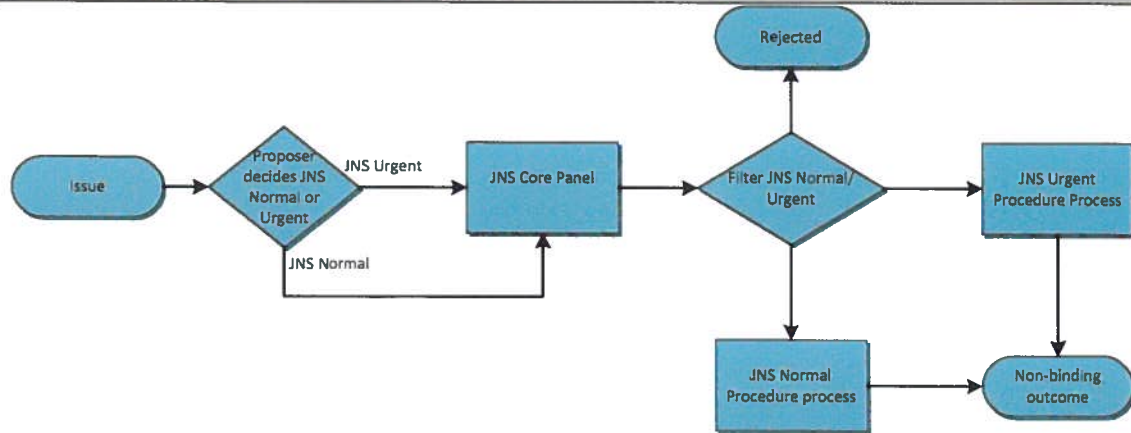 Rejected
Issue
Proposer
decides JNS
Normal or
Urgent
JNS Urgent
JNS Normal
JNS Core Panel
Filter JNS Normal/
Urgent
JNS Urgent
Procedure Process
JNS Normal
Procedure process
Non-binding
outcome